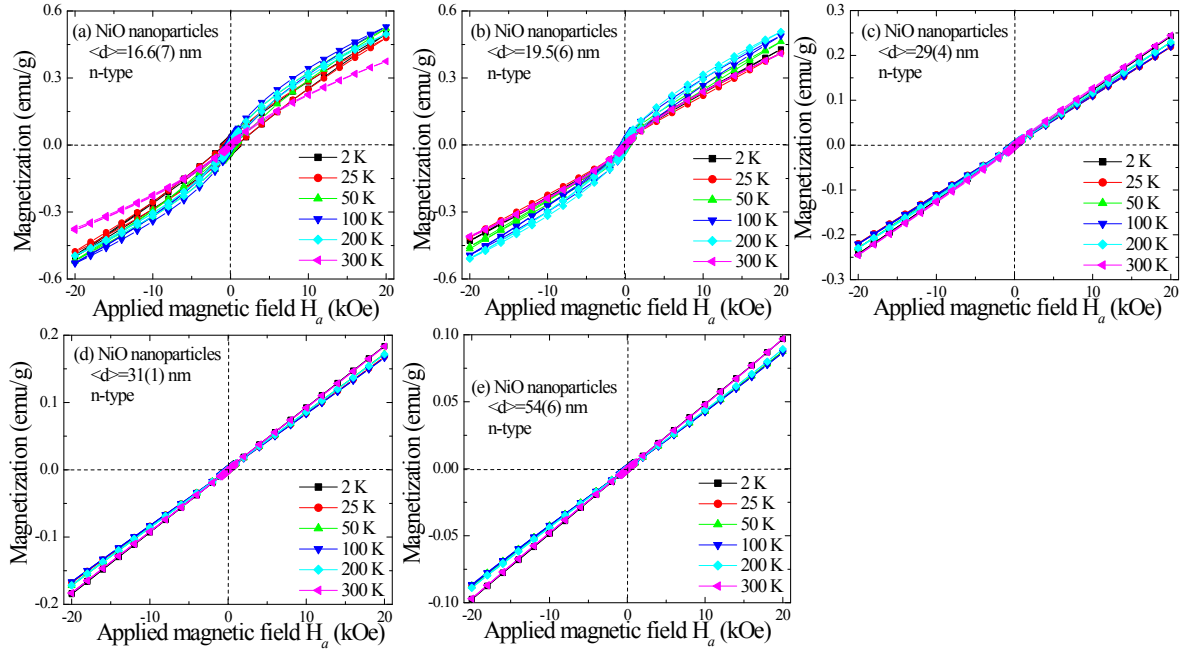 (a) NiO nanoparticles
<d>=16.6(7) nm
n-type
Magnetization (emu/g)
0.6
0.3
0.0
-0.3
-0.6
2 K
25 K
50 K
100 K
200 K
300 K
-20 -10 0 10 20
Applied magnetic field Ha (kOe)
(b) NiO nanoparticles
<d>=19.5(6) nm
n-type
Magnetization (emu/g)
0.6
0.3
0.0
-0.3
0.6
2 K
25 K
50 K
100 K
200 K
300 K
-20 -10 0 10 20
Applied magnetic field Ha (kOe)
(c) NiO nanoparticles
<d>=29(4) nm
n-type
Magnetization (emu/g)
0.3
0.2
0.1
0.0
-0.1
-0.2
-0.3
2 K
25 K
50 K
100 K
200 K
300 K
-20 -10 0 10 20
Applied magnetic field Ha (kOe)
(d) NiO nanoparticles
<d>=31(1) nm
n-type
Magnetization (emu/g)
0.2
0.1
0.0
-0.1
-0.2
2 K
25 K
50 K
100 K
200 K
300 K
-20 -10 0 10 20
Applied magnetic field Ha (kOe)
(e) NiO nanoparticles
<d>=54(6) nm
n-type
Magnetization (emu/g)
0.10
0.05
0.00
-0.05
-0.10
2 K
25 K
50 K
100 K
200 K
300 K
-20 -10 0 10 20
Applied magnetic field Ha (kOe)